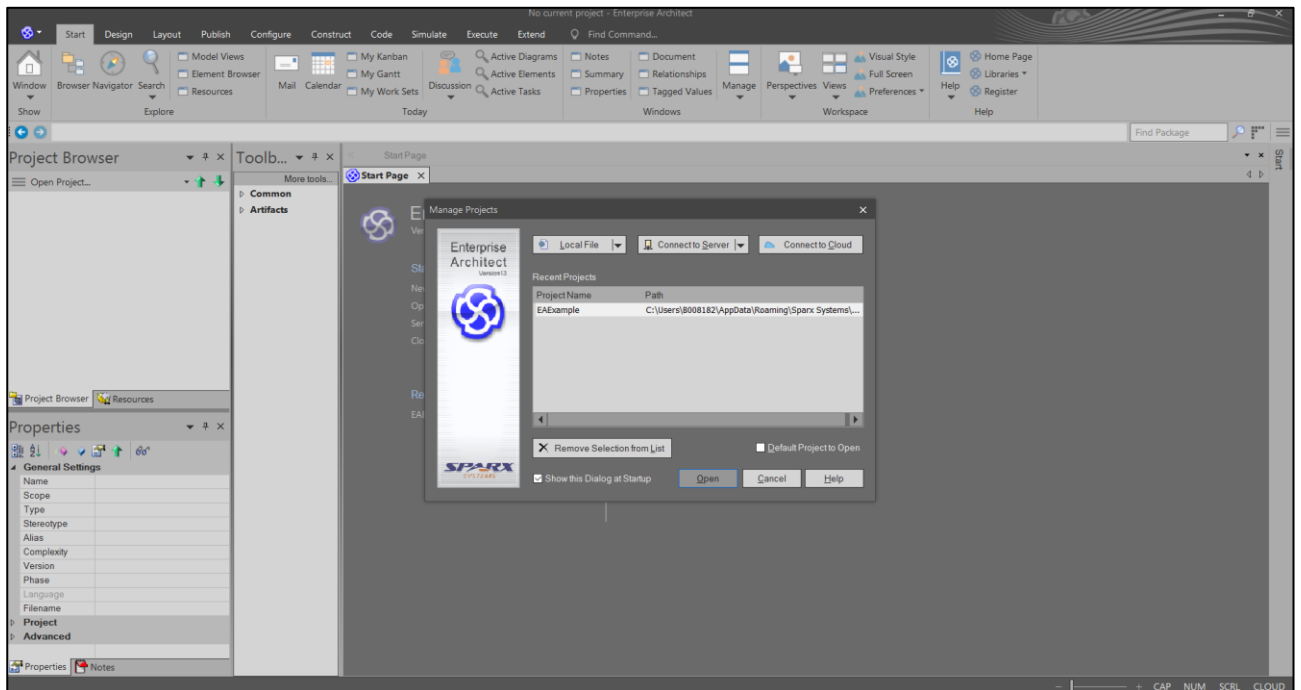 No current project - Enterprise Architect
Start Design Layout Publish Configure Construct Code Simulate Execute Extend Find Command...
Window
Show
Browser Navigator Search
Model Views
Element Browser
Resources
Explore
Mail Calendar
My Kanban
My Gantt
My Work Sets
Discussion
Active Diagrams
Active Elements
Active Tasks
Today
Notes
Summary
Properties
Document
Relationships
Tagged Values
Manage
Windows
Perspectives Views
Visual Style
Full Screen
Preferences
Workspace
Help
Home Page
Libraries
Register
Help
Find Package
Project Browser
Open Project...
Project Browser Resources
Toolb...
More tools...
Common
Artifacts
Start Page
Start Page
Start
Manage Projects
Enterprise
Architect
Version 13
SPARX
SYSTEMS
Local File Connect to Server Connect to Cloud
Recent Projects
Project Name Path
EAExample C:\Users\B008182\AppData\Roaming\Sparx Systems\...
Remove Selection from List Default Project to Open
Show this Dialog at Startup Open Cancel Help
Properties
General Settings
Name
Scope
Type
Stereotype
Alias
Complexity
Version
Phase
Language
Filename
Project
Advanced
Properties Notes
CAP NUM SCRL CLOUD